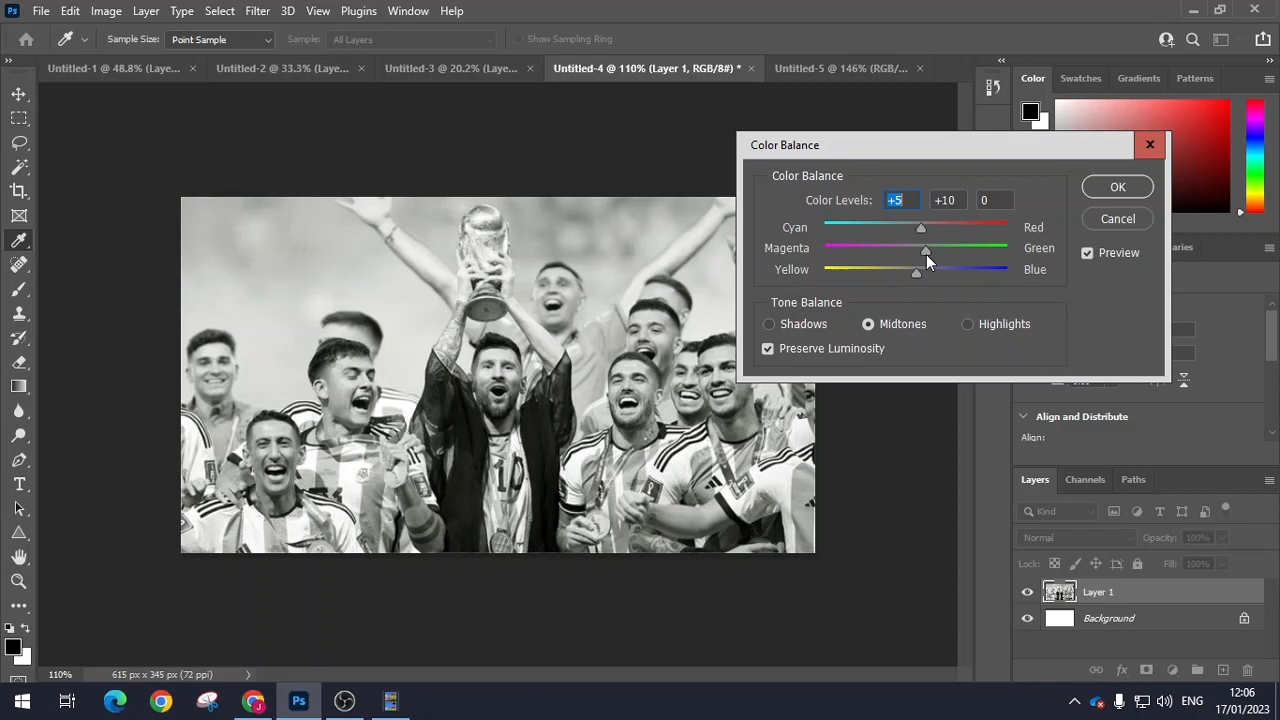 Ps File Edit Image Layer Type Select Filter 3D View Plugins Window Help
Sample Size: Point Sample Sample: All Layers Show Sampling Ring
Untitled-1 @ 48.8% (Laye... × Untitled-2 @ 33.3% (Laye... × Untitled-3 @ 20.2% (Laye... × Untitled-4 @ 110% (Layer 1, RGB/8#) * × Untitled-5 @ 146% (RGB/... ×
Color Swatches Gradients Patterns
Color Balance
Color Balance
Color Levels: +5 +10 0
Cyan Red
Magenta Green
Yellow Blue
OK
Cancel
Preview
Tone Balance
Shadows Midtones Highlights
Preserve Luminosity
10
Align and Distribute
Align:
Layers Channels Paths
Kind
Normal Opacity: 100%
Lock: Fill: 100%
Layer 1
Background
110% 615 px x 345 px (72 ppi)
Ps ENG
12:06
17/01/2023